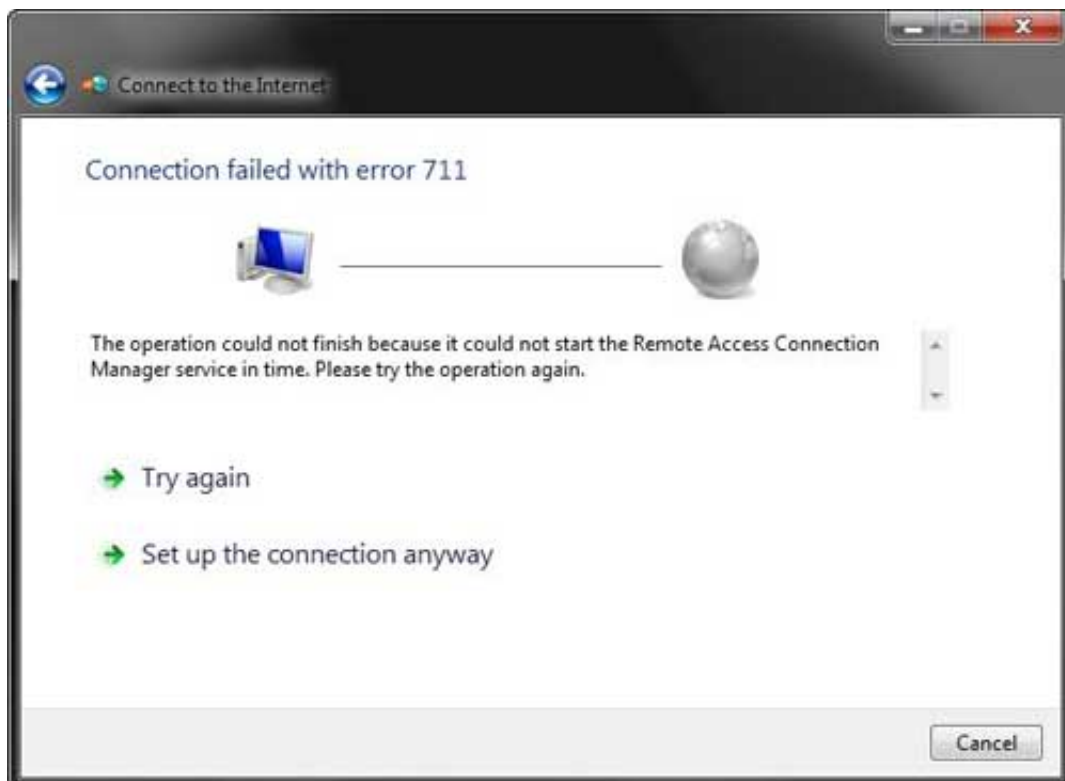 Connect to the Internet
Connection failed with error 711
The operation could not finish because it could not start the Remote Access Connection
Manager service in time. Please try the operation again.
Try again
Set up the connection anyway
Cancel